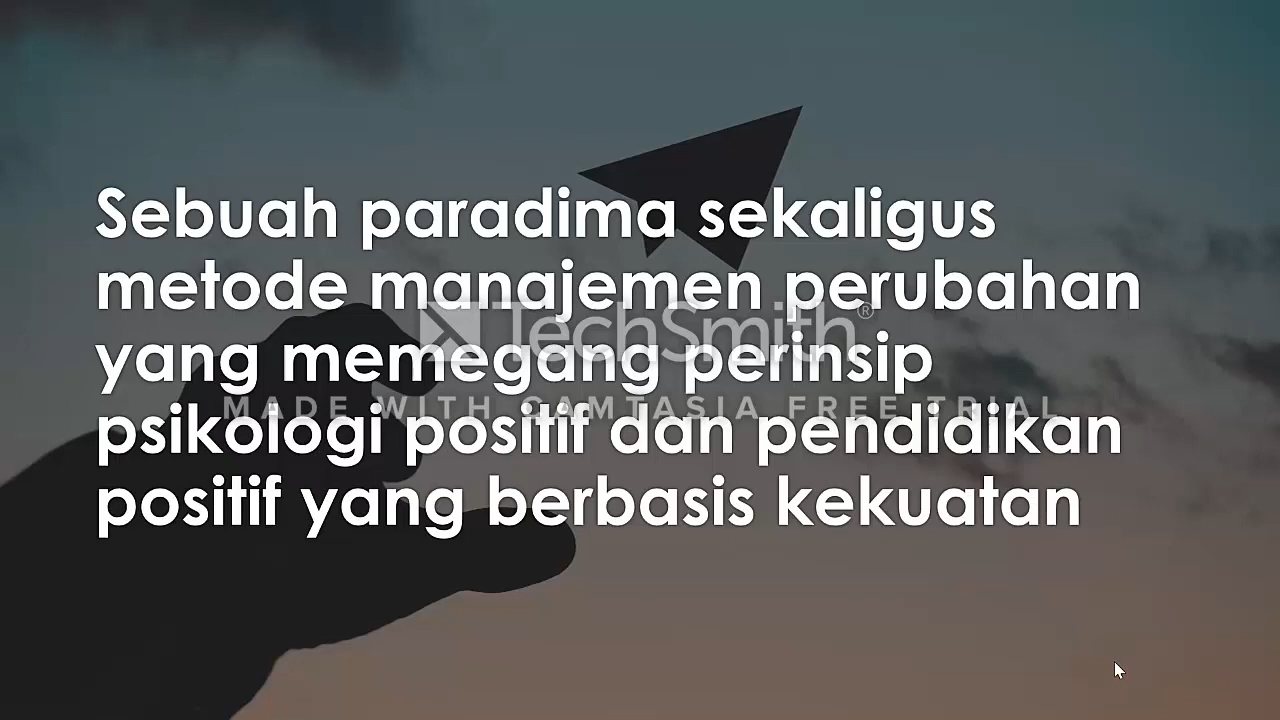 Sebuah paradima sekaligus
metode manajemen perubahan
TechSmith®
yang memegang perinsip
MADE WITH CAMTASIA FREE TRIAL
psikologi positif dan pendidikan
positif yang berbasis kekuatan